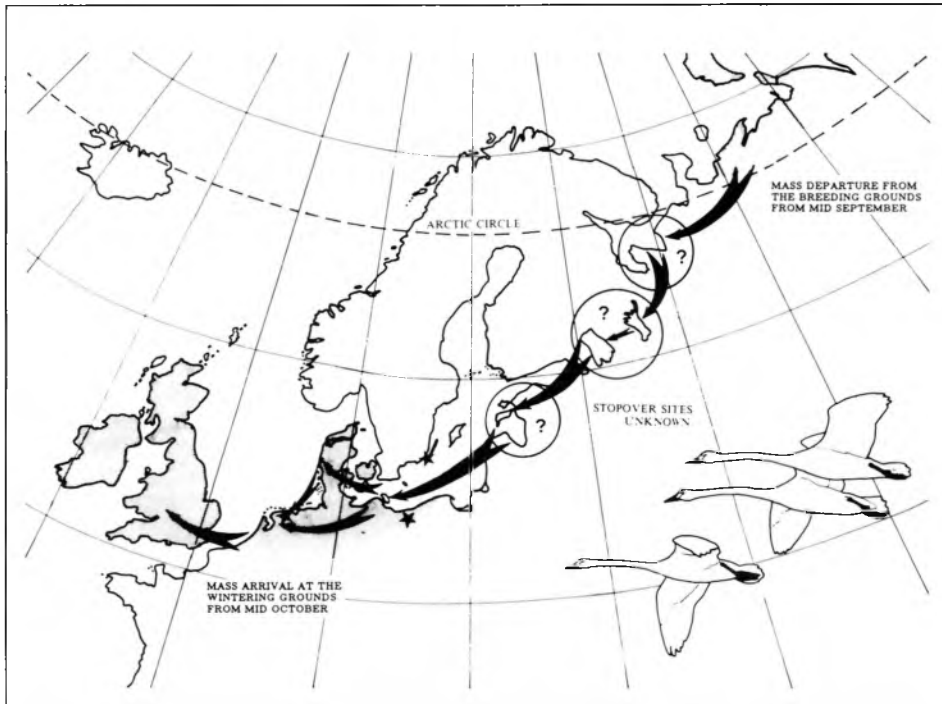 MASS DEPARTURE FROM
THE BREEDING GROUNDS
FROM MID SEPTEMBER
ARCTIC CIRCLE
?
?
?
STOPOVER SITES
UNKNOWN
MASS ARRIVAL AT THE
WINTERING GROUNDS
FROM MID OCTOBER